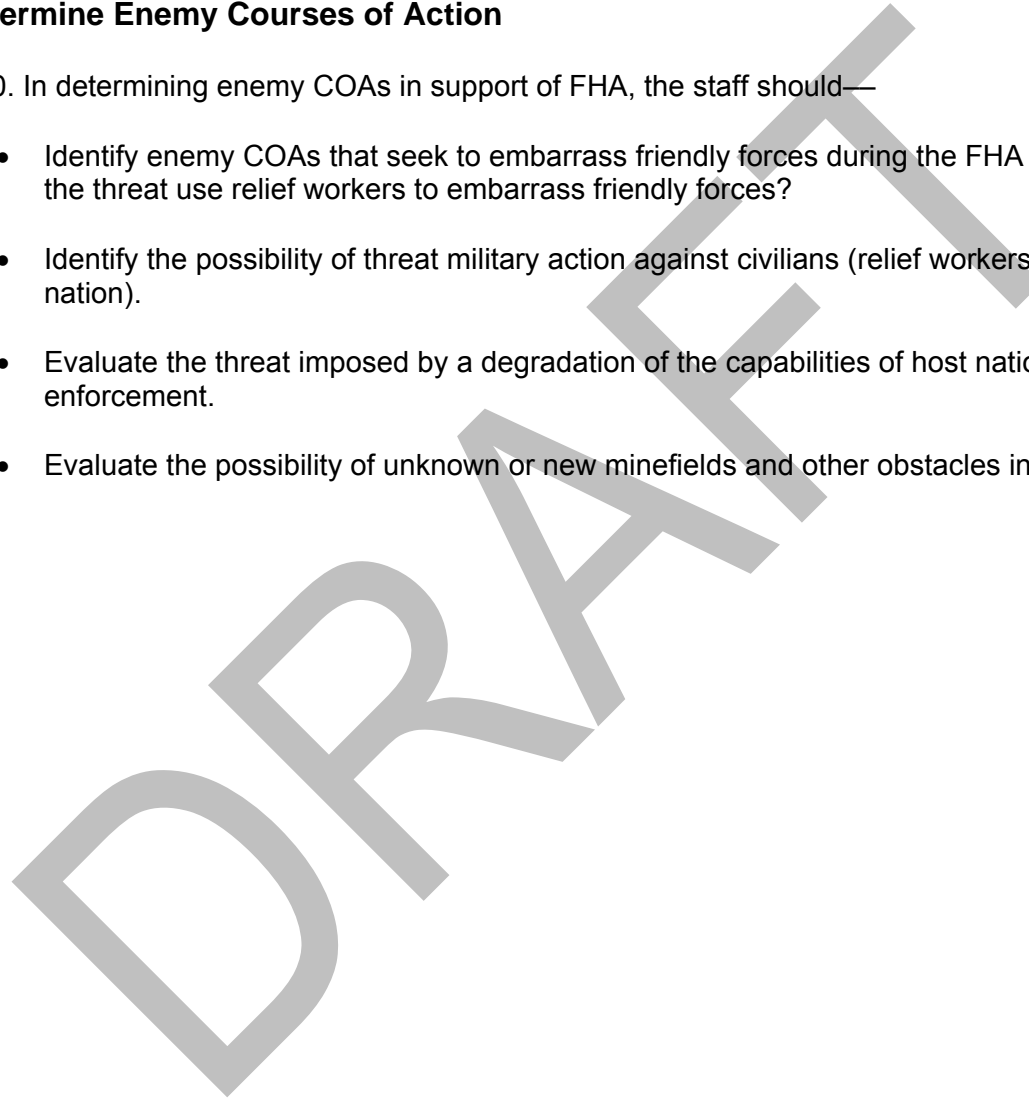 ermine Enemy Courses of Action
0. In determining enemy COAs in support of FHA, the staff should—
• Identify enemy COAs that seek to embarrass friendly forces during the FHA
the threat use relief workers to embarrass friendly forces?
• Identify the possibility of threat military action against civilians (relief workers
nation).
• Evaluate the threat imposed by a degradation of the capabilities of host natio
enforcement.
• Evaluate the possibility of unknown or new minefields and other obstacles in
DRAFT